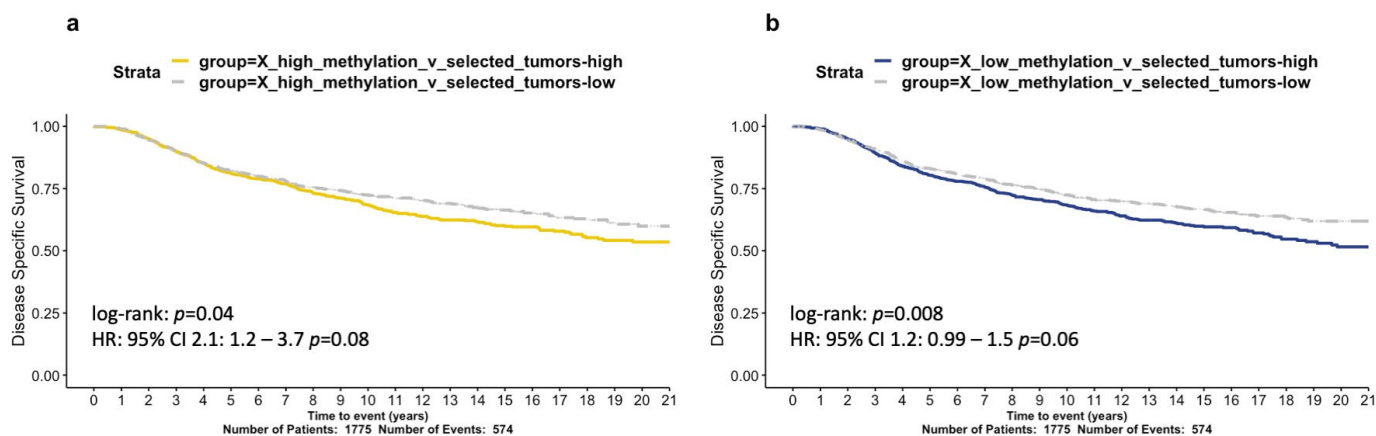 a
Strata
group=X_high_methylation_v_selected_tumors-high
group=X_high_methylation_v_selected_tumors-low
Disease Specific Survival
1.00
0.75
0.50
0.25
0.00
log-rank: p=0.04
HR: 95% CI 2.1: 1.2 – 3.7 p=0.08
0 1 2 3 4 5 6 7 8 9 10 11 12 13 14 15 16 17 18 19 20 21
Time to event (years)
Number of Patients: 1775 Number of Events: 574
b
Strata
group=X_low_methylation_v_selected_tumors-high
group=X_low_methylation_v_selected_tumors-low
Disease Specific Survival
1.00
0.75
0.50
0.25
0.00
log-rank: p=0.008
HR: 95% CI 1.2: 0.99 – 1.5 p=0.06
0 1 2 3 4 5 6 7 8 9 10 11 12 13 14 15 16 17 18 19 20 21
Time to event (years)
Number of Patients: 1775 Number of Events: 574